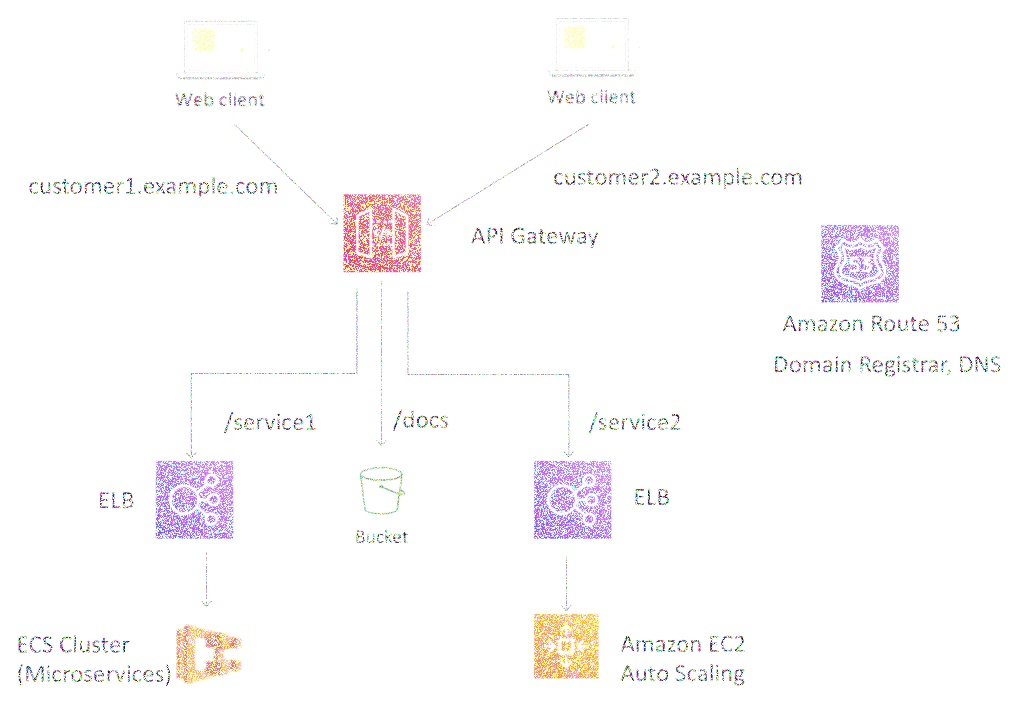 Web client
Web client
customer1.example.com
customer2.example.com
API Gateway
Amazon Route 53
Domain Registrar, DNS
/service1
/docs
/service2
ELB
ELB
Bucket
ECS Cluster
(Microservices)
Amazon EC2
Auto Scaling